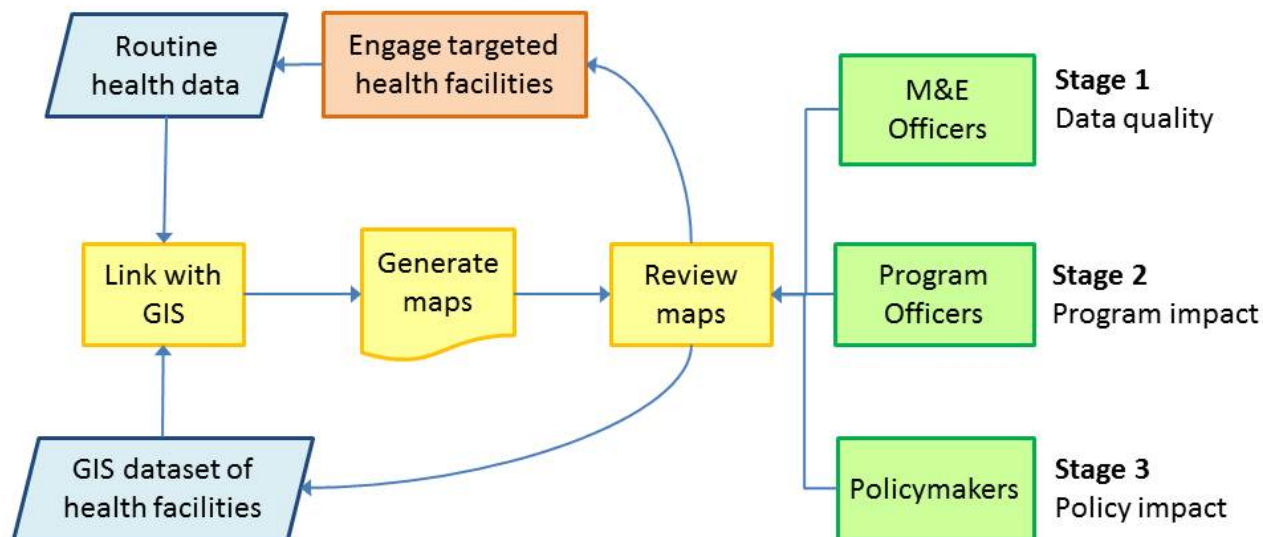 Routine
health data
Engage targeted
health facilities
M&E
Officers
Stage 1
Data quality
Link with
GIS
Generate
maps
Review
maps
Program
Officers
Stage 2
Program impact
GIS dataset of
health facilities
Policymakers
Stage 3
Policy impact